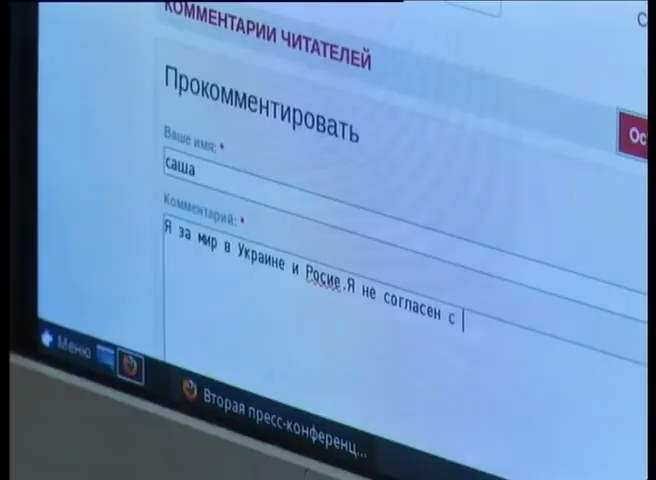 КОММЕНТАРИИ ЧИТАТЕЛЕЙ
Прокомментировать
Ваше имя: *
саша
Комментарий: *
Я за мир в Украине и Росие.Я не согласен с
Меню
Вторая пресс-конференц...